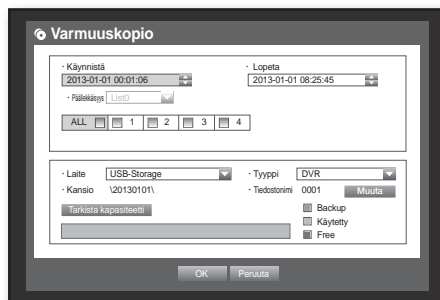 Varmuuskopio
· Käynnistä
2013-01-01 00:01:06
· Lopeta
2013-01-01 08:25:45
· Päällekkäisyys List0
ALL 1 2 3 4
· Laite USB-Storage
· Tyyppi DVR
· Kansio \20130101\
· Tiedostonimi 0001 Muuta
Tarkista kapasiteetti
Backup
Käytetty
Free
OK Peruuta